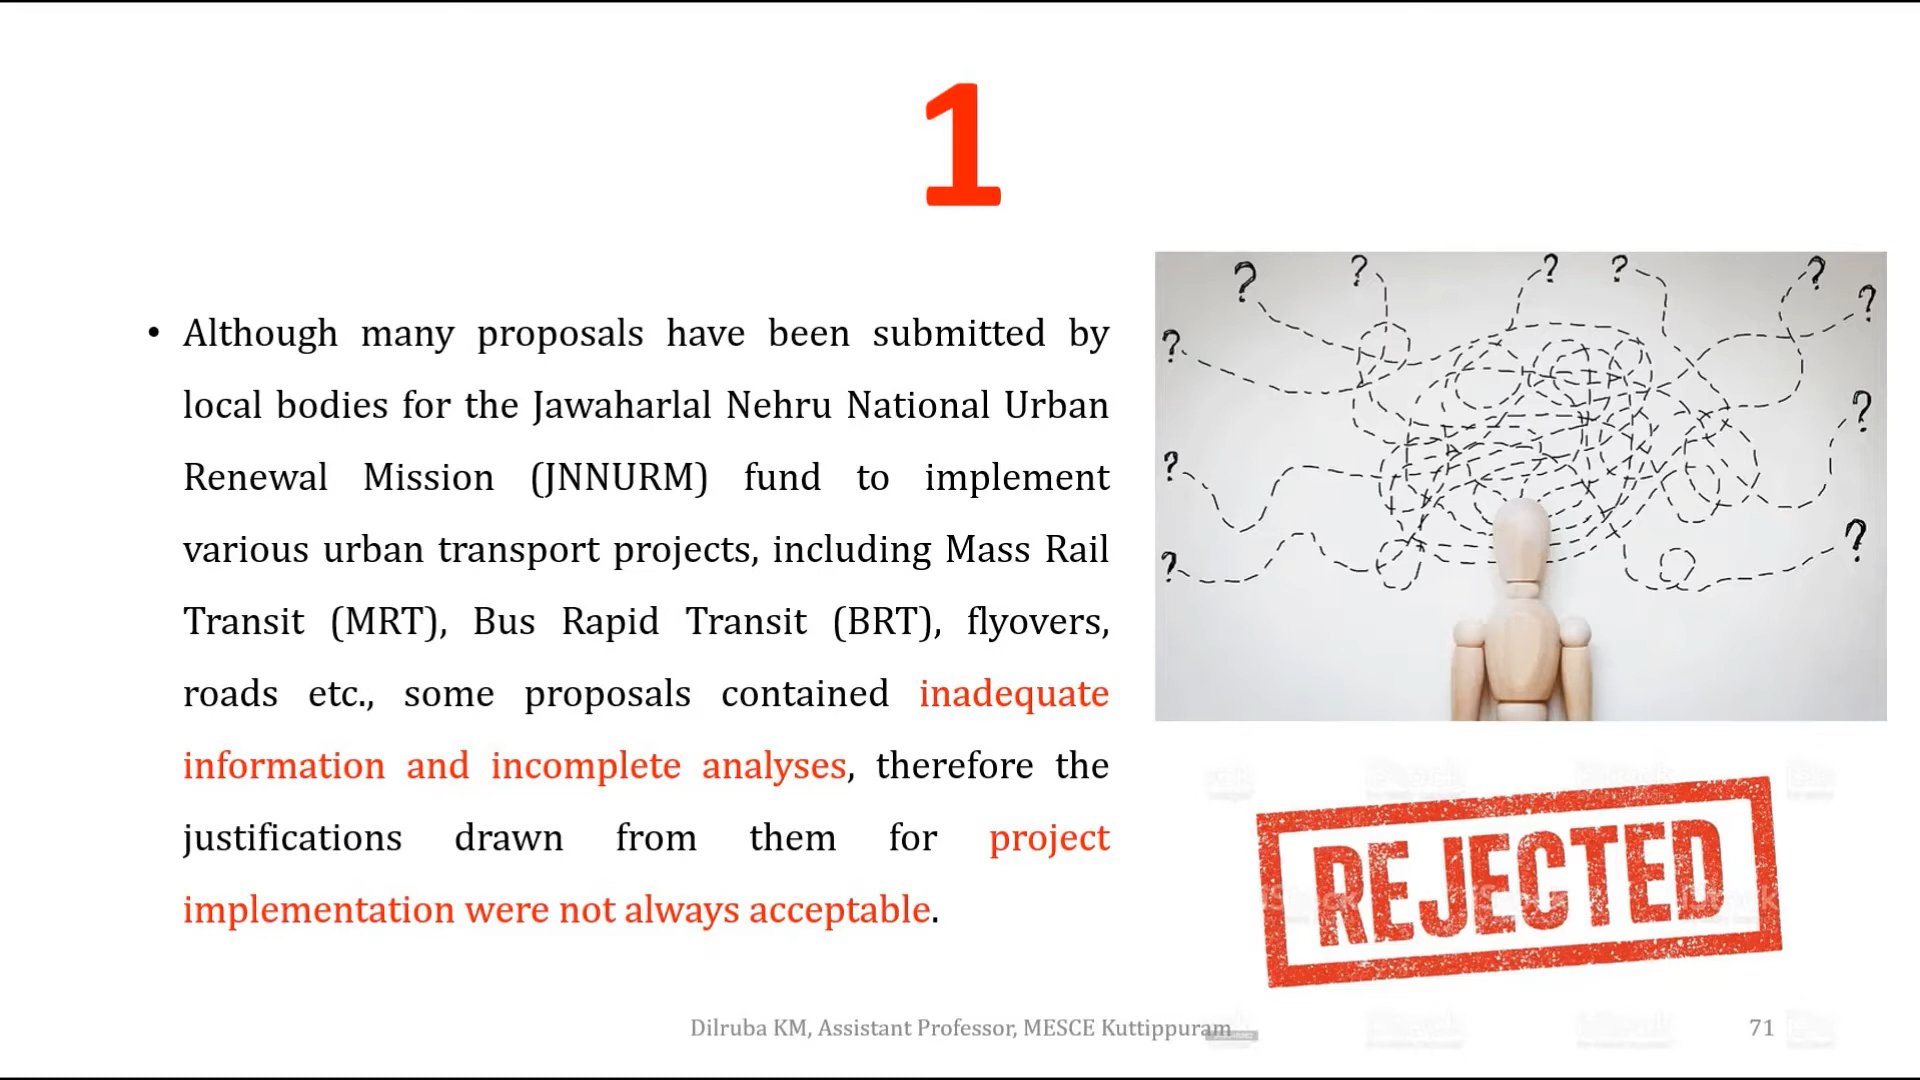 1
• Although many proposals have been submitted by
local bodies for the Jawaharlal Nehru National Urban
Renewal Mission (JNNURM) fund to implement
various urban transport projects, including Mass Rail
Transit (MRT), Bus Rapid Transit (BRT), flyovers,
roads etc., some proposals contained inadequate
information and incomplete analyses, therefore the
justifications drawn from them for project
implementation were not always acceptable.
? ? ? ? ? ?
?
?
?
?
?
REJECTED
Dilruba KM, Assistant Professor, MESCE Kuttippuram
71